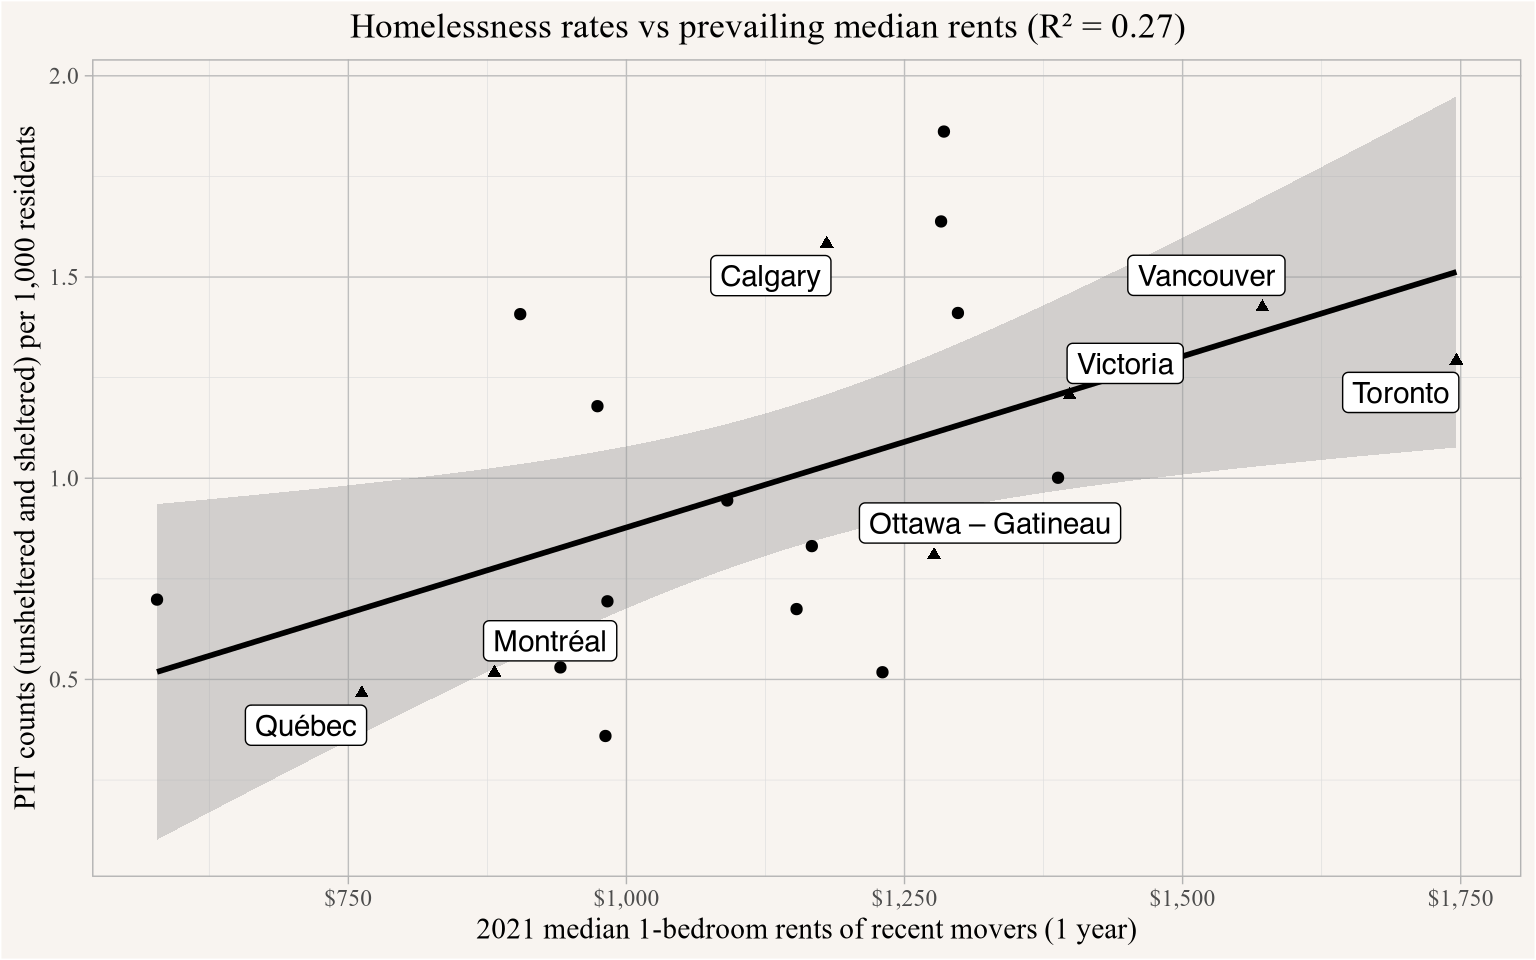 Homelessness rates vs prevailing median rents (R² = 0.27)
PIT counts (unsheltered and sheltered) per 1,000 residents
2.0
1.5
1.0
0.5
Calgary
Vancouver
Victoria
Toronto
Ottawa – Gatineau
Montréal
Québec
$750
$1,000
$1,250
$1,500
$1,750
2021 median 1-bedroom rents of recent movers (1 year)